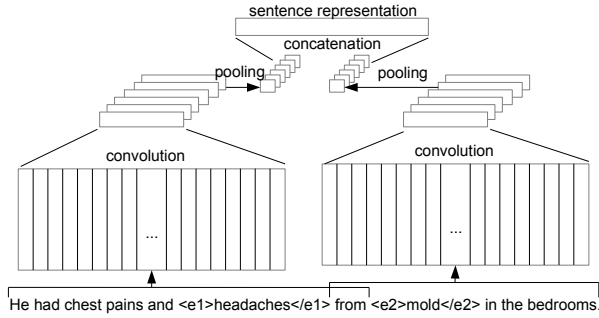 sentence representation
concatenation
pooling
pooling
convolution
convolution
...
...
He had chest pains and <e1>headaches</e1> from <e2>mold</e2> in the bedrooms.